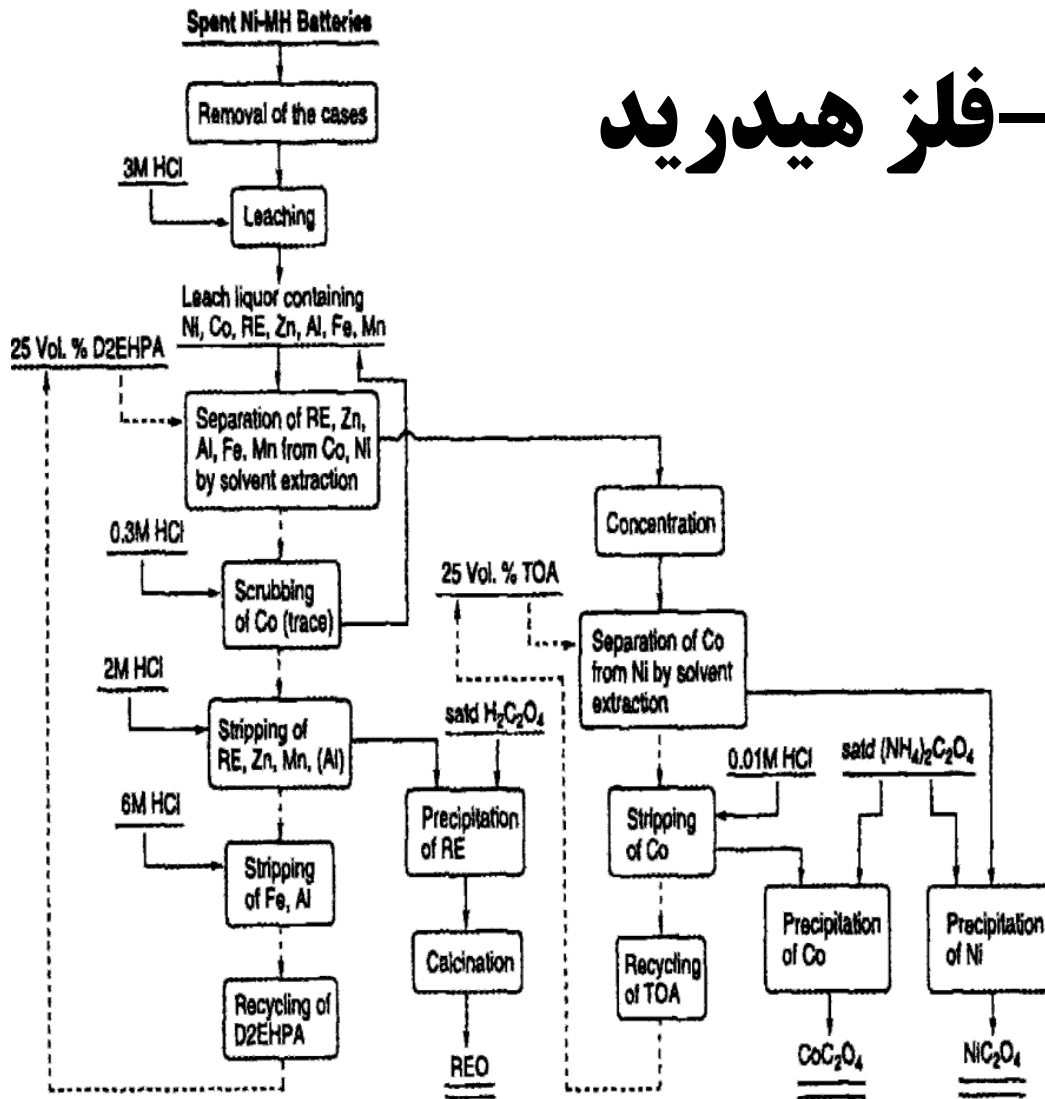 Spent Ni-MH Batteries
–فلز هیدرید
Removal of the cases
3M HCl
Leaching
Leach liquor containing
Ni, Co, RE, Zn, Al, Fe, Mn
25 Vol. % D2EHPA
Separation of RE, Zn,
Al, Fe, Mn from Co, Ni
by solvent extraction
Concentration
0.3M HCl
Scrubbing
of Co (trace)
25 Vol. % TOA
Separation of Co
from Ni by solvent
extraction
2M HCl
Stripping of
RE, Zn, Mn, (Al)
satd H₂C₂O₄
0.01M HCl
satd (NH₄)₂C₂O₄
6M HCl
Precipitation
of RE
Stripping
of Co
Stripping
of Fe, Al
Precipitation
of Co
Precipitation
of Ni
Calcination
Recycling
of TOA
Recycling of
D2EHPA
REO
CoC₂O₄
NiC₂O₄